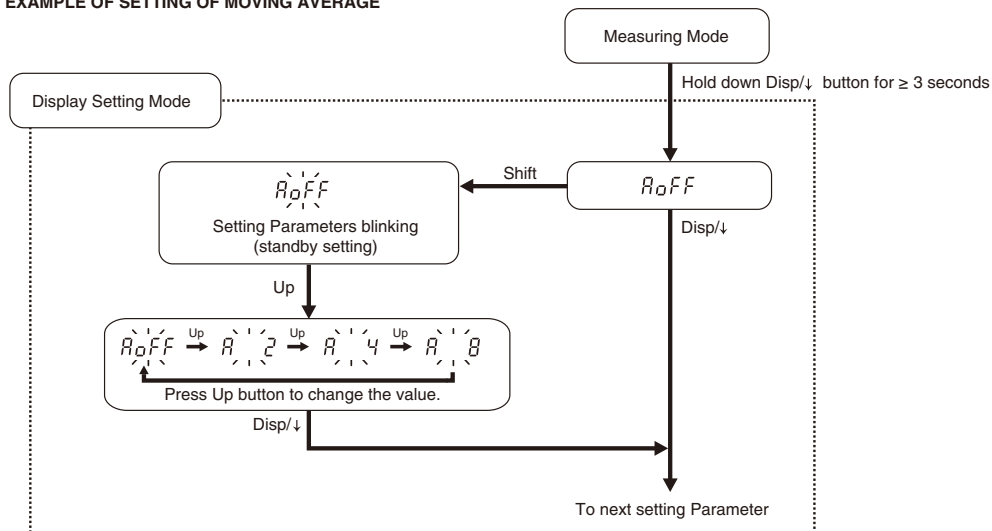 EXAMPLE OF SETTING OF MOVING AVERAGE
Measuring Mode
Hold down Disp/↓ button for ≥ 3 seconds
Display Setting Mode
AoFF
Shift
AoFF
Setting Parameters blinking
(standby setting)
Disp/↓
Up
AoFF Up A 2 Up A 4 Up A 8
Press Up button to change the value.
Disp/↓
To next setting Parameter